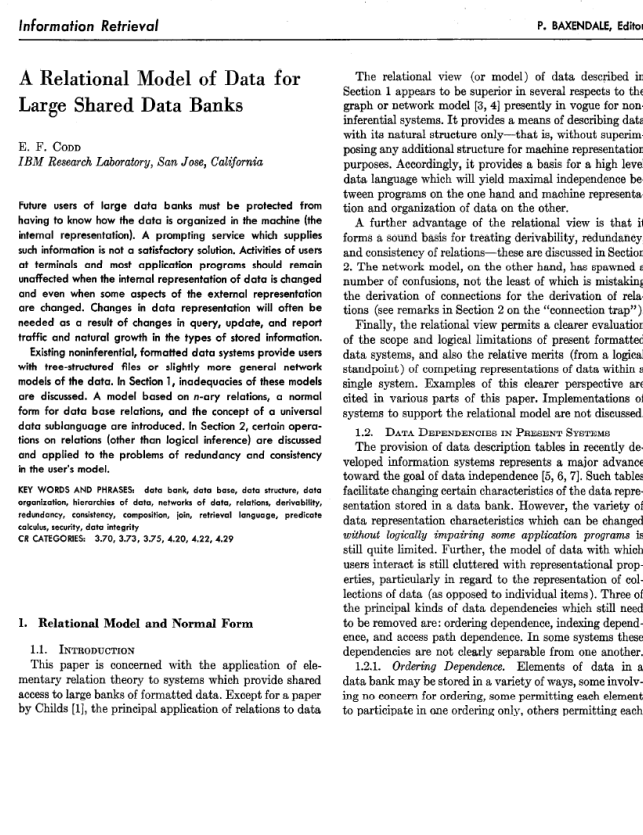 Information Retrieval
P. BAXENDALE, Editor
A Relational Model of Data for
Large Shared Data Banks
E. F. CODD
IBM Research Laboratory, San Jose, California
Future users of large data banks must be protected from
having to know how the data is organized in the machine (the
internal representation). A prompting service which supplies
such information is not a satisfactory solution. Activities of users
at terminals and most application programs should remain
unaffected when the internal representation of data is changed
and even when some aspects of the external representation
are changed. Changes in data representation will often be
needed as a result of changes in query, update, and report
traffic and natural growth in the types of stored information.
Existing noninferential, formatted data systems provide users
with tree-structured files or slightly more general network
models of the data. In Section 1, inadequacies of these models
are discussed. A model based on n-ary relations, a normal
form for data base relations, and the concept of a universal
data sublanguage are introduced. In Section 2, certain opera-
tions on relations (other than logical inference) are discussed
and applied to the problems of redundancy and consistency
in the user's model.
KEY WORDS AND PHRASES: data bank, data base, data structure, data
organization, hierarchies of data, networks of data, relations, derivability,
redundancy, consistency, composition, join, retrieval language, predicate
calculus, security, data integrity
CR CATEGORIES: 3.70, 3.73, 3.75, 4.20, 4.22, 4.29
1. Relational Model and Normal Form
1.1. INTRODUCTION
This paper is concerned with the application of ele-
mentary relation theory to systems which provide shared
access to large banks of formatted data. Except for a paper
by Childs [1], the principal application of relations to data
The relational view (or model) of data described in
Section 1 appears to be superior in several respects to the
graph or network model [3, 4] presently in vogue for non-
inferential systems. It provides a means of describing data
with its natural structure only—that is, without superim-
posing any additional structure for machine representation
purposes. Accordingly, it provides a basis for a high level
data language which will yield maximal independence be-
tween programs on the one hand and machine representa-
tion and organization of data on the other.
A further advantage of the relational view is that it
forms a sound basis for treating derivability, redundancy,
and consistency of relations—these are discussed in Section
2. The network model, on the other hand, has spawned a
number of confusions, not the least of which is mistaking
the derivation of connections for the derivation of rela-
tions (see remarks in Section 2 on the "connection trap").
Finally, the relational view permits a clearer evaluation
of the scope and logical limitations of present formatted
data systems, and also the relative merits (from a logical
standpoint) of competing representations of data within a
single system. Examples of this clearer perspective are
cited in various parts of this paper. Implementations of
systems to support the relational model are not discussed.
1.2. DATA DEPENDENCIES IN PRESENT SYSTEMS
The provision of data description tables in recently de-
veloped information systems represents a major advance
toward the goal of data independence [5, 6, 7]. Such tables
facilitate changing certain characteristics of the data repre-
sentation stored in a data bank. However, the variety of
data representation characteristics which can be changed
without logically impairing some application programs is
still quite limited. Further, the model of data with which
users interact is still cluttered with representational prop-
erties, particularly in regard to the representation of col-
lections of data (as opposed to individual items). Three of
the principal kinds of data dependencies which still need
to be removed are: ordering dependence, indexing depend-
ence, and access path dependence. In some systems these
dependencies are not clearly separable from one another.
1.2.1. Ordering Dependence. Elements of data in a
data bank may be stored in a variety of ways, some involv-
ing no concern for ordering, some permitting each element
to participate in one ordering only, others permitting each